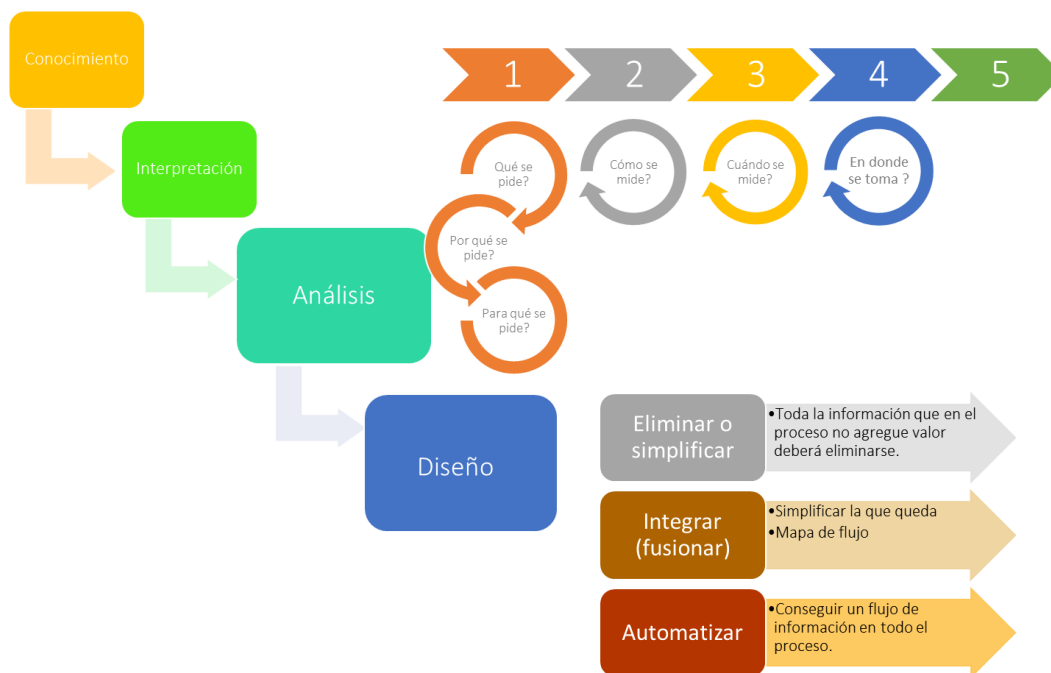 Conocimiento
1
2
3
4
5
Interpretación
Qué se
pide?
Cómo se
mide?
Cuándo se
mide?
En donde
se toma ?
Análisis
Por qué se
pide?
Para qué se
pide?
Diseño
Eliminar o
simplificar
•Toda la información que en el
proceso no agregue valor
deberá eliminarse.
Integrar
(fusionar)
•Simplificar la que queda
•Mapa de flujo
Automatizar
•Conseguir un flujo de
información en todo el
proceso.